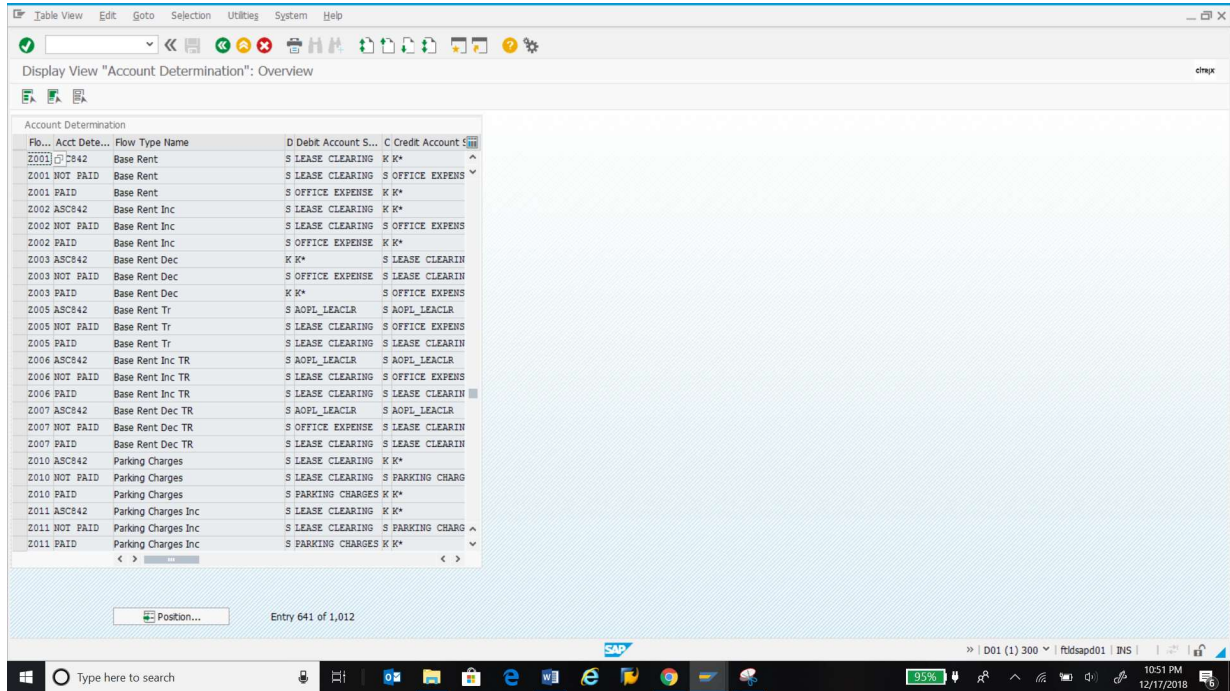 Table View Edit Goto Selection Utilities System Help
Display View "Account Determination": Overview
citrix
Account Determination
Flo... Acct Dete... Flow Type Name D Debit Account S... C Credit Account S
Z001 C842 Base Rent S LEASE CLEARING K K*
Z001 NOT PAID Base Rent S LEASE CLEARING S OFFICE EXPENS
Z001 PAID Base Rent S OFFICE EXPENSE K K*
Z002 ASC842 Base Rent Inc S LEASE CLEARING K K*
Z002 NOT PAID Base Rent Inc S LEASE CLEARING S OFFICE EXPENS
Z002 PAID Base Rent Inc S OFFICE EXPENSE K K*
Z003 ASC842 Base Rent Dec K K* S LEASE CLEARIN
Z003 NOT PAID Base Rent Dec S OFFICE EXPENSE S LEASE CLEARIN
Z003 PAID Base Rent Dec K K* S OFFICE EXPENS
Z005 ASC842 Base Rent Tr S AOPL_LEACLR S AOPL_LEACLR
Z005 NOT PAID Base Rent Tr S LEASE CLEARING S OFFICE EXPENS
Z005 PAID Base Rent Tr S LEASE CLEARING S LEASE CLEARIN
Z006 ASC842 Base Rent Inc TR S AOPL_LEACLR S AOPL_LEACLR
Z006 NOT PAID Base Rent Inc TR S LEASE CLEARING S OFFICE EXPENS
Z006 PAID Base Rent Inc TR S LEASE CLEARING S LEASE CLEARIN
Z007 ASC842 Base Rent Dec TR S AOPL_LEACLR S AOPL_LEACLR
Z007 NOT PAID Base Rent Dec TR S OFFICE EXPENSE S LEASE CLEARIN
Z007 PAID Base Rent Dec TR S LEASE CLEARING S LEASE CLEARIN
Z010 ASC842 Parking Charges S LEASE CLEARING K K*
Z010 NOT PAID Parking Charges S LEASE CLEARING S PARKING CHARG
Z010 PAID Parking Charges S PARKING CHARGES K K*
Z011 ASC842 Parking Charges Inc S LEASE CLEARING K K*
Z011 NOT PAID Parking Charges Inc S LEASE CLEARING S PARKING CHARG
Z011 PAID Parking Charges Inc S PARKING CHARGES K K*
Position... Entry 641 of 1,012
SAP D01 (1) 300 ftldsapd01 INS
Type here to search 95% 10:51 PM
12/17/2018